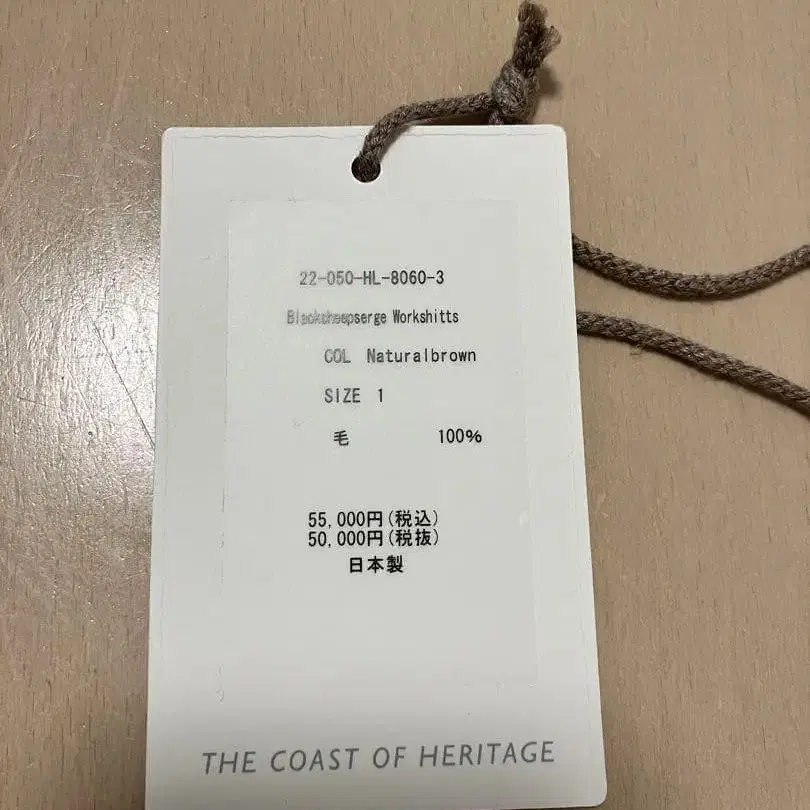 22-050-HL-8060-3
Blacksheepserge Workshitts
COL Naturalbrown
SIZE 1
毛 100%
55,000円(税込)
50,000円(税抜)
日本製
THE COAST OF HERITAGE